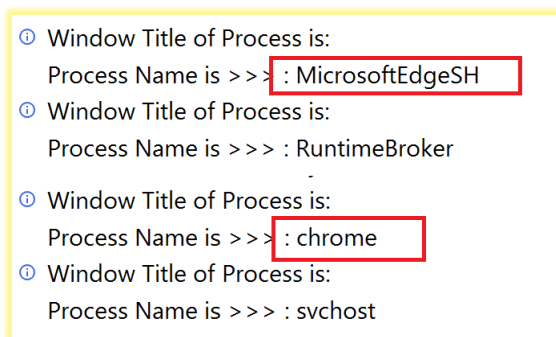 Window Title of Process is:
Process Name is >>> : MicrosoftEdgeSH
Window Title of Process is:
Process Name is >>> : RuntimeBroker
Window Title of Process is:
Process Name is >>> : chrome
Window Title of Process is:
Process Name is >>> : svchost